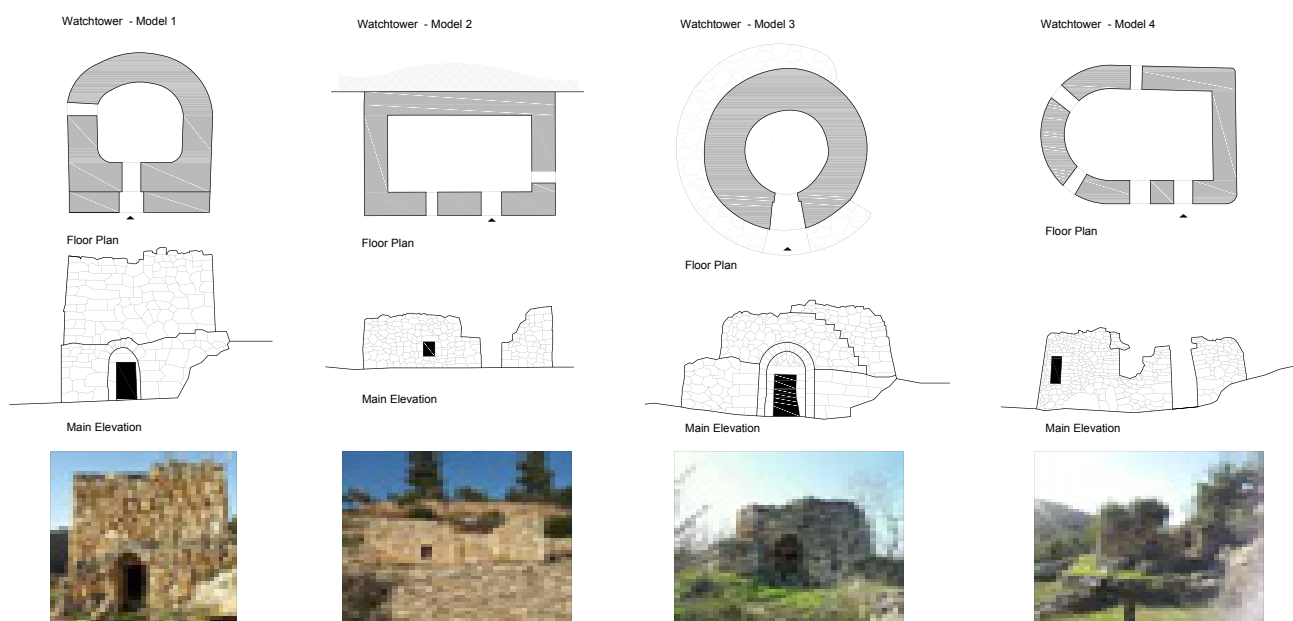 Watchtower - Model 1
Watchtower - Model 2
Watchtower - Model 3
Watchtower - Model 4
Floor Plan
Floor Plan
Floor Plan
Floor Plan
Main Elevation
Main Elevation
Main Elevation
Main Elevation